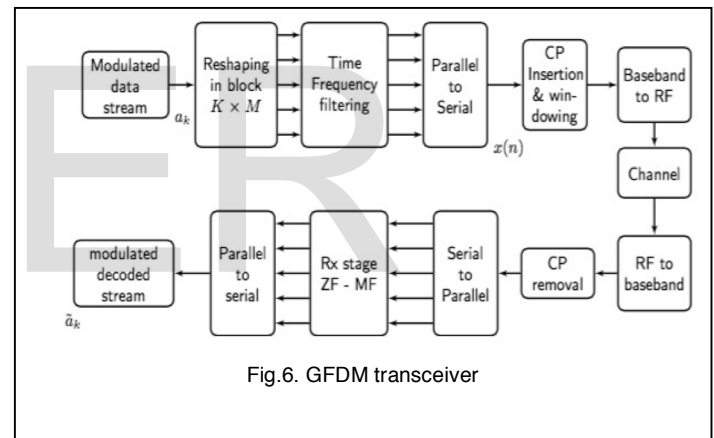 Modulated
data
stream
a_k
Reshaping
in block
K × M
Time
Frequency
filtering
Parallel
to
Serial
x(n)
CP
Insertion
& win-
dowing
Baseband
to RF
Channel
RF to
baseband
CP
removal
Serial
to
Parallel
Rx stage
ZF - MF
Parallel
to
serial
modulated
decoded
stream
ã_k
ER
Fig.6. GFDM transceiver